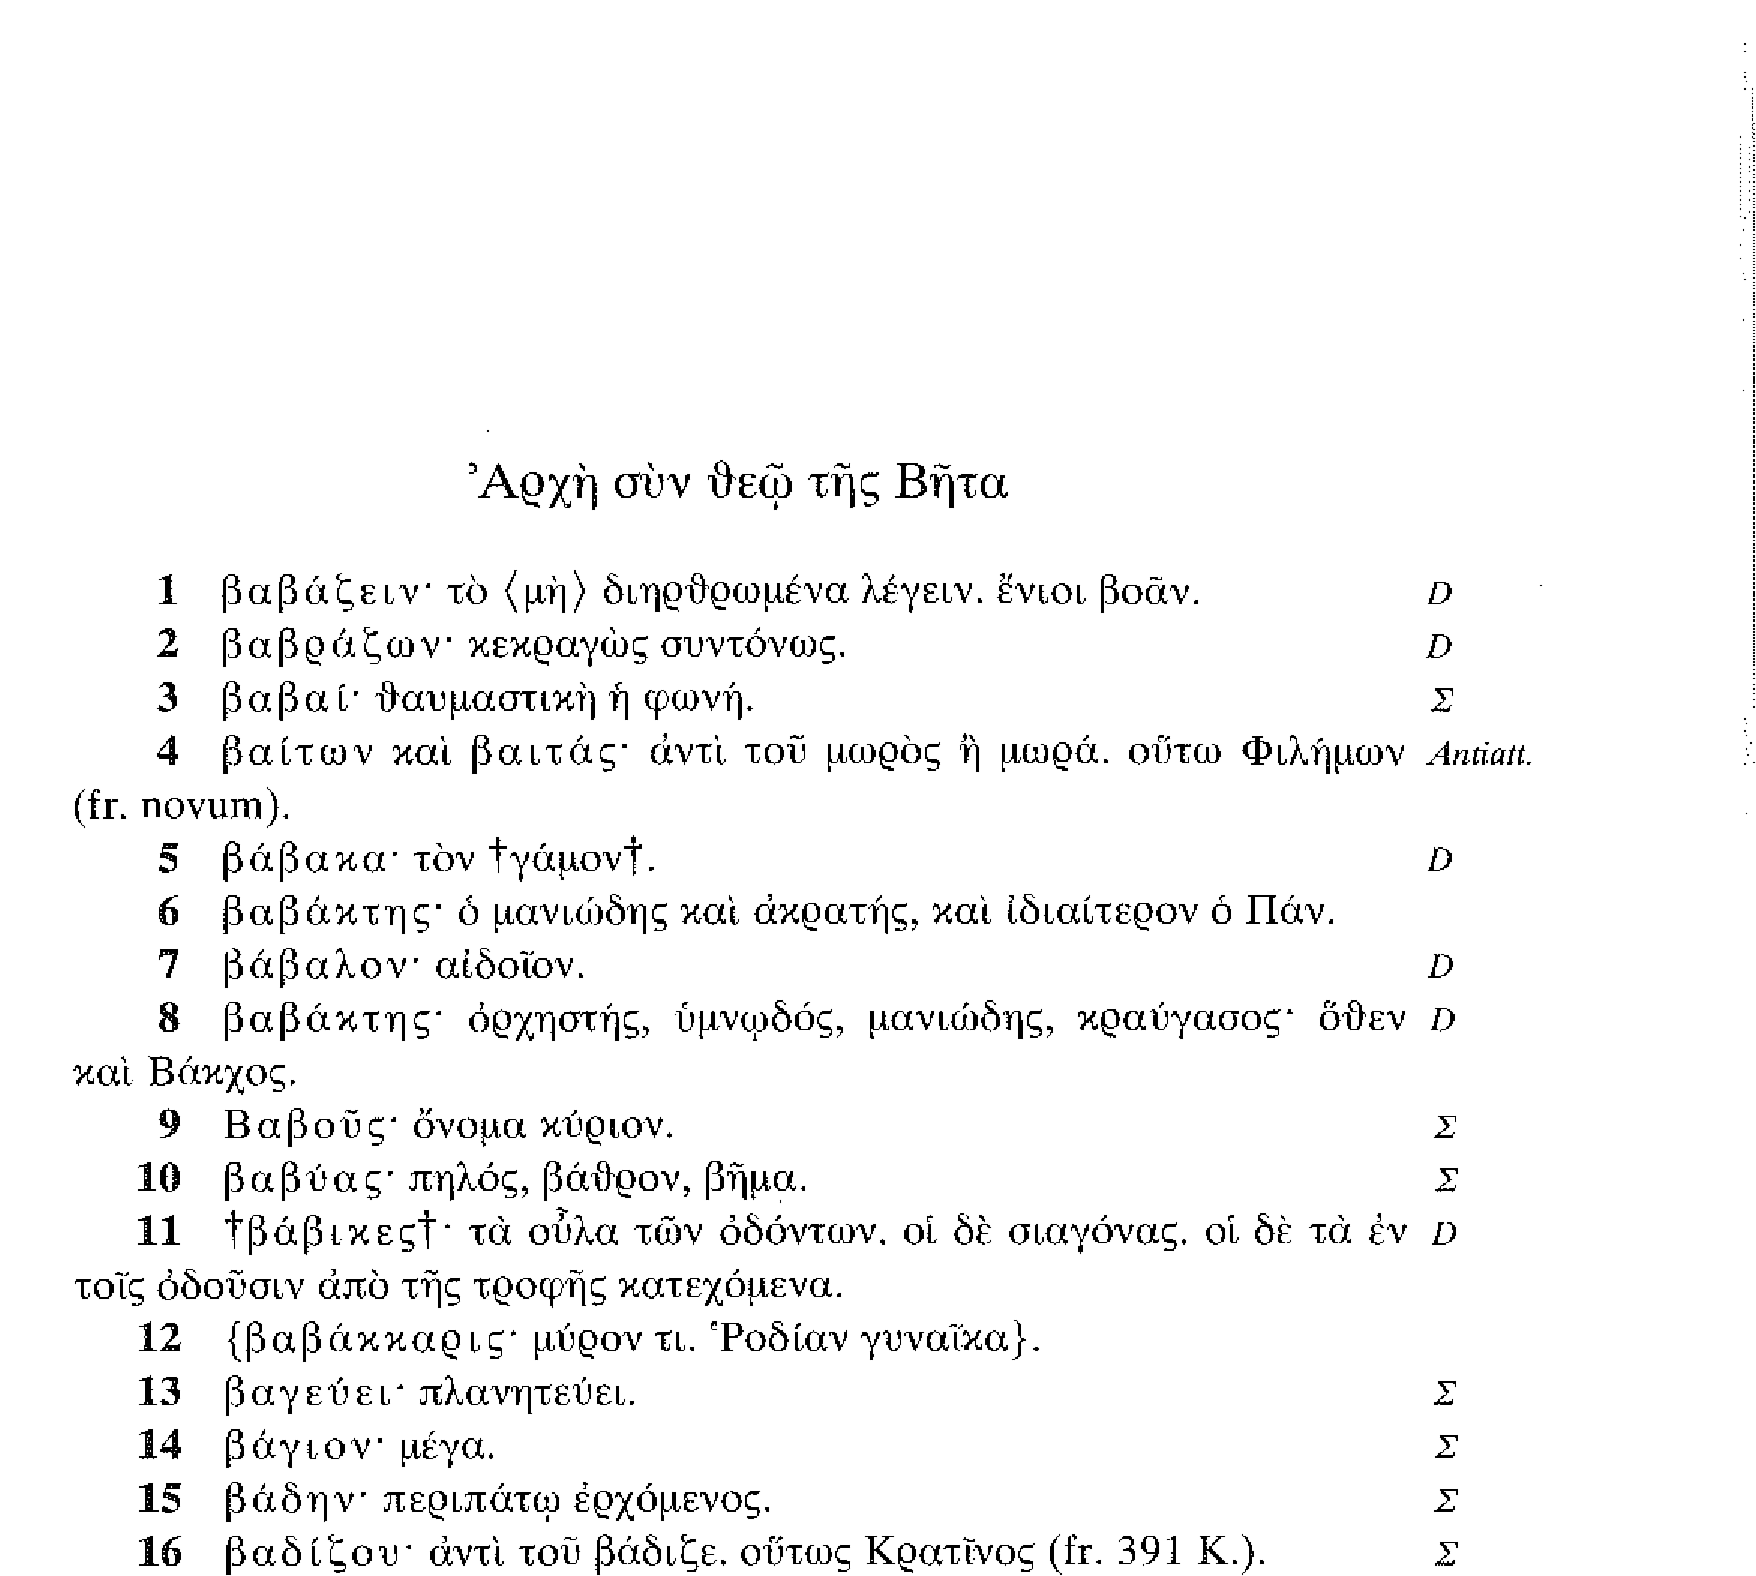 Ἀρχὴ σὺν θεῷ τῆς Βῆτα
1 βαβάζειν· τὸ ⟨μὴ⟩ διηρθρωμένα λέγειν. ἔνιοι βοᾶν. D
2 βαβράζων· κεκραγὼς συντόνως. D
3 βαβαί· θαυμαστικὴ ἡ φωνή. Σ
4 βαίτων καὶ βαιτάς· ἀντὶ τοῦ μωρὸς ἢ μωρά. οὕτω Φιλήμων Antiatt.
(fr. novum).
5 βάβακα· τὸν †γάμον†. D
6 βαβάκτης· ὁ μανιώδης καὶ ἀκρατής, καὶ ἰδιαίτερον ὁ Πάν.
7 βάβαλον· αἰδοῖον. D
8 βαβάκτης· ὀρχηστής, ὑμνῳδός, μανιώδης, κραύγασος· ὅθεν D
καὶ Βάκχος.
9 Βαβοῦς· ὄνομα κύριον. Σ
10 βαβύας· πηλός, βάθρον, βῆμα. Σ
11 †βάβικες†· τὰ οὖλα τῶν ὀδόντων. οἱ δὲ σιαγόνας. οἱ δὲ τὰ ἐν D
τοῖς ὀδοῦσιν ἀπὸ τῆς τροφῆς κατεχόμενα.
12 {βαβάκκαρις· μύρον τι. Ῥοδίαν γυναῖκα}.
13 βαγεύει· πλανητεύει. Σ
14 βάγιον· μέγα. Σ
15 βάδην· περιπάτῳ ἐρχόμενος. Σ
16 βαδίζου· ἀντὶ τοῦ βάδιζε. οὕτως Κρατῖνος (fr. 391 K.). Σ